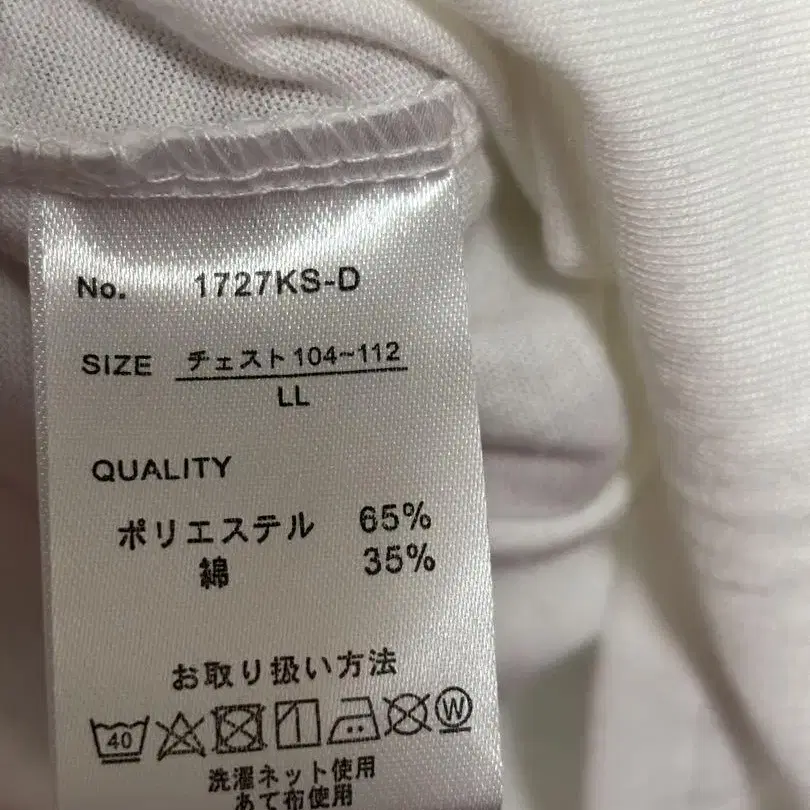 No. 1727KS-D
SIZE チェスト104~112
LL
QUALITY
ポリエステル 65%
綿 35%
お取り扱い方法
40 W
洗濯ネット使用
あて布使用